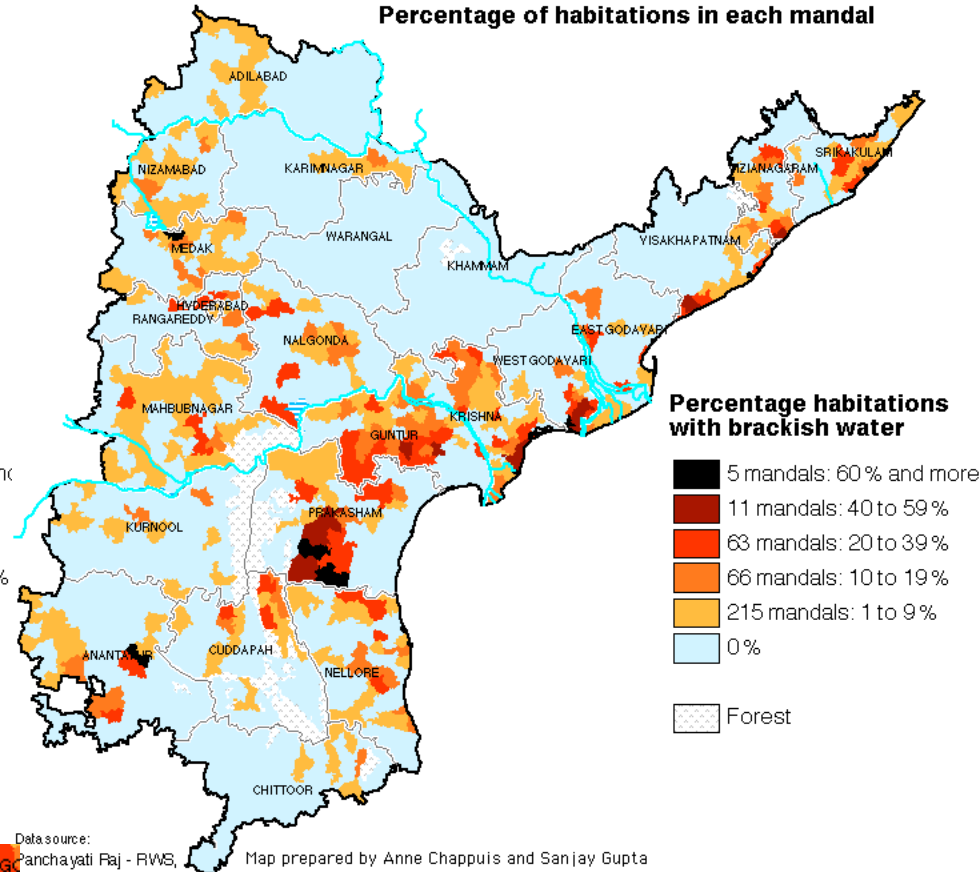 Percentage of habitations in each mandal
ADILABAD
NIZAMABAD
KARIMNAGAR
SRIKAKULAM
IZIANAGARAM
WARANGAL
VISAKHAPATNAM
MEDAK
KHAMMAM
HYDERABAD
RANGAREDDY
NALGONDA
EAST GODAVARI
WEST GODAVARI
MAHBUBNAGAR
KRISHNA
GUNTUR
PRAKASHAM
KURNOOL
ANANTAPUR
CUDDAPAH
NELLORE
CHITTOOR
Percentage habitations
with brackish water
5 mandals: 60% and more
11 mandals: 40 to 59%
63 mandals: 20 to 39%
66 mandals: 10 to 19%
215 mandals: 1 to 9%
0%
Forest
%
Data source:
Panchayati Raj - RWS,
Map prepared by Anne Chappuis and Sanjay Gupta